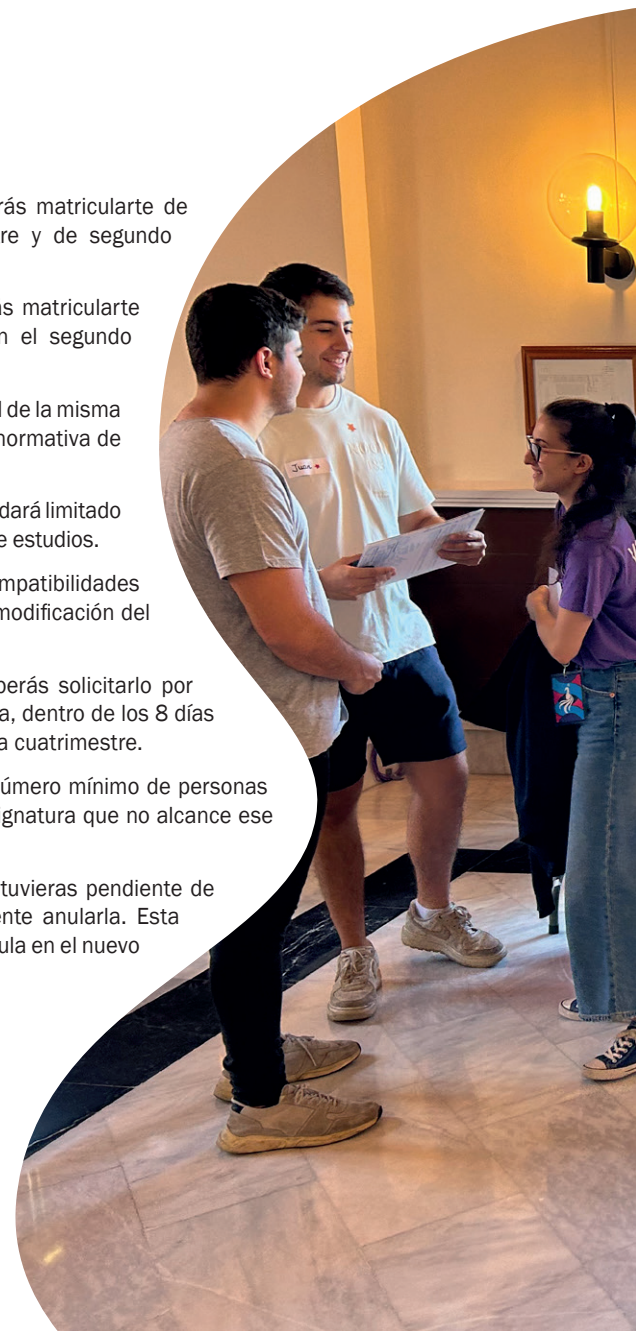 rás matricularte de
re y de segundo
as matricularte
n el segundo
l de la misma
normativa de
dará limitado
e estudios.
mpatibilidades
modificación del
berás solicitarlo por
a, dentro de los 8 días
a cuatrimestre.
número mínimo de personas
ignatura que no alcance ese
tuvieras pendiente de
ente anularla. Esta
ula en el nuevo
Juan